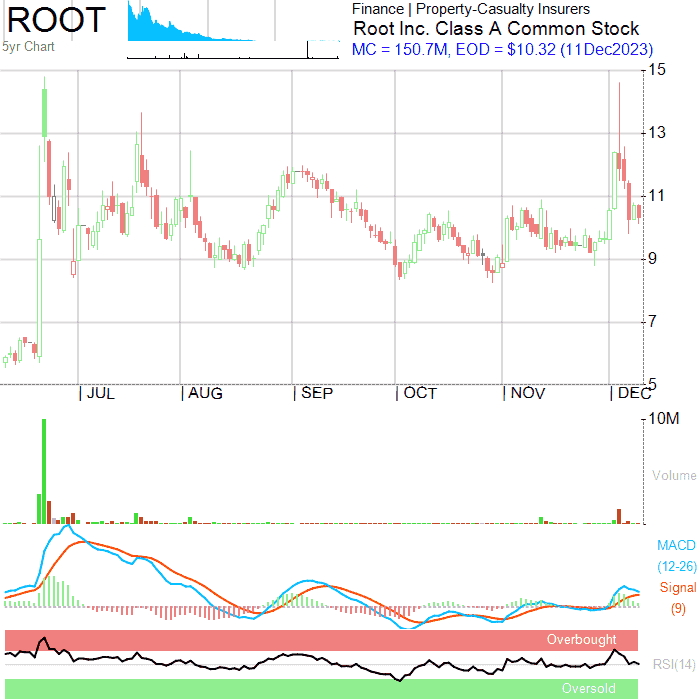 ROOT
5yr Chart
Finance | Property-Casualty Insurers
Root Inc. Class A Common Stock
MC = 150.7M, EOD = $10.32 (11Dec2023)
15
13
11
9
7
5
| JUL | AUG | SEP | OCT | NOV | DEC
10M
Volume
MACD
(12-26)
Signal
(9)
Overbought
RSI(14)
Oversold